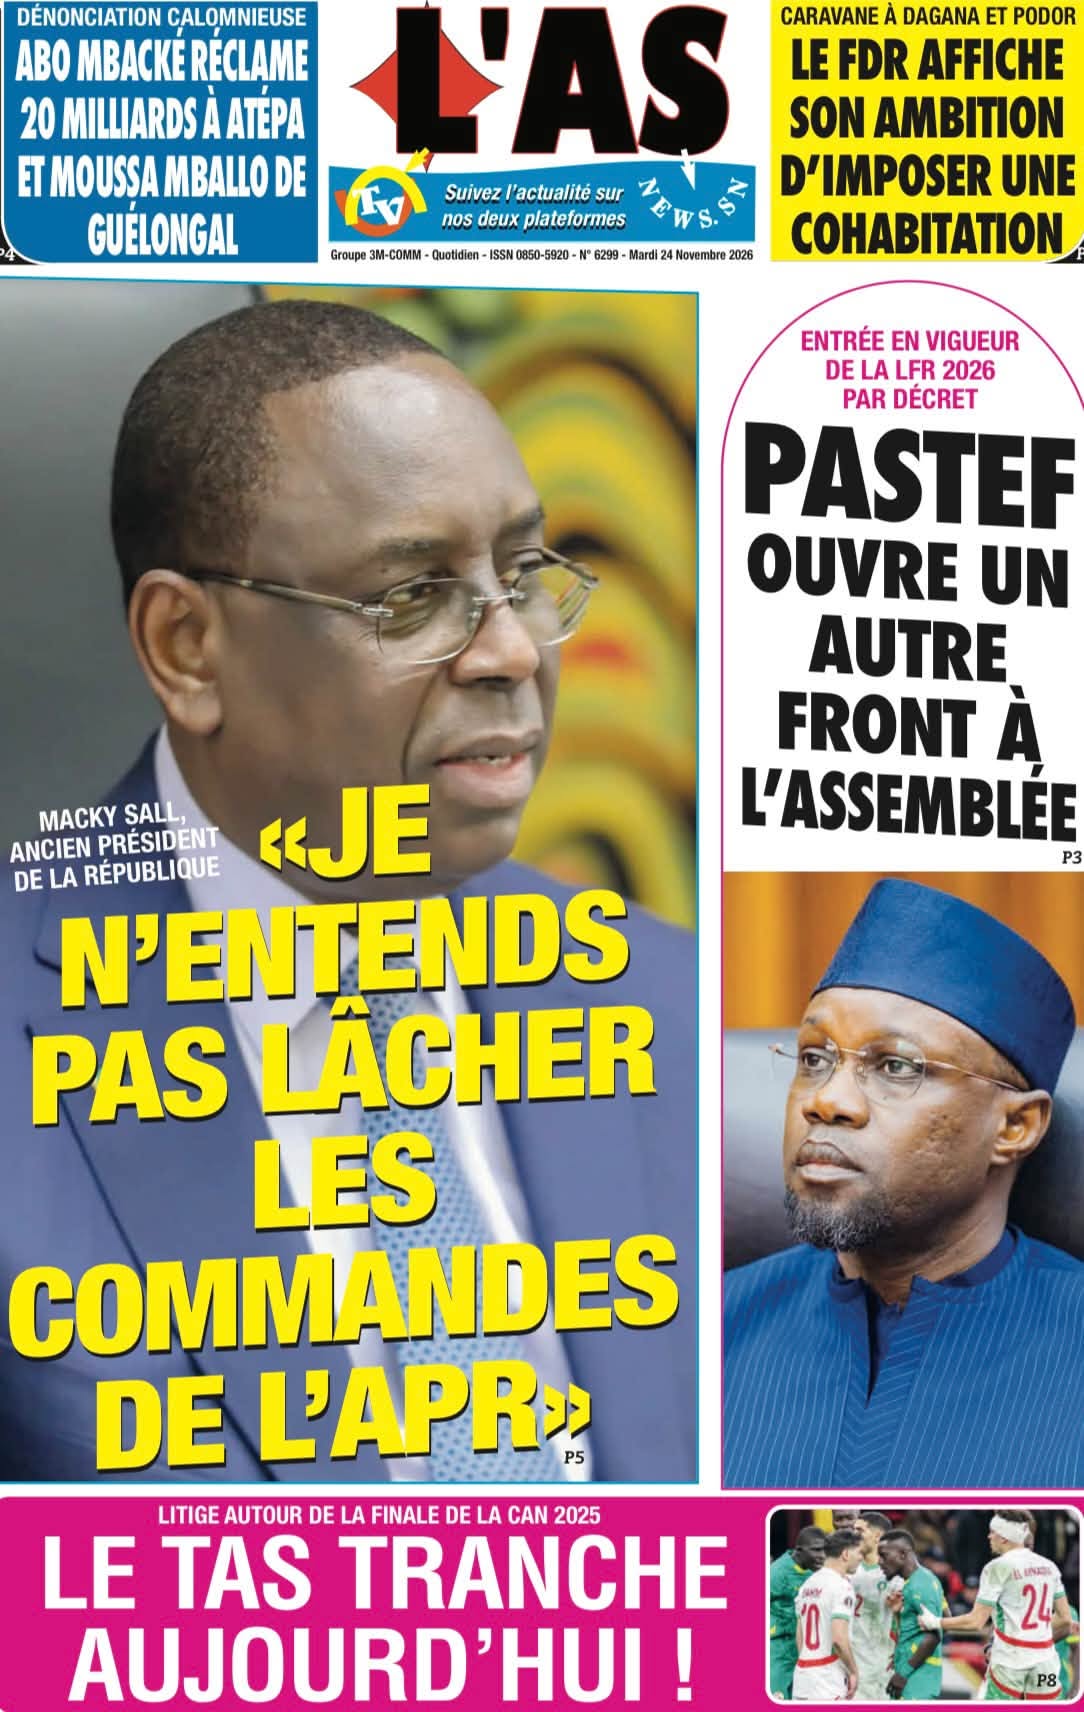 DÉNONCIATION CALOMNIEUSE
ABO MBACKÉ RÉCLAME
20 MILLIARDS À ATÉPA
ET MOUSSA MBALLO DE
GUÉLONGAL
P4
L'AS
TV
Suivez l'actualité sur
nos deux plateformes
NEWS.SN
Groupe 3M-COMM - Quotidien - ISSN 0850-5920 - N° 6299 - Mardi 24 Novembre 2026
CARAVANE À DAGANA ET PODOR
LE FDR AFFICHE
SON AMBITION
D'IMPOSER UNE
COHABITATION
ENTRÉE EN VIGUEUR
DE LA LFR 2026
PAR DÉCRET
PASTEF
OUVRE UN
AUTRE
FRONT À
L'ASSEMBLÉE
P3
MACKY SALL,
ANCIEN PRÉSIDENT
DE LA RÉPUBLIQUE
«JE
N'ENTENDS
PAS LÂCHER
LES
COMMANDES
DE L'APR»
P5
LITIGE AUTOUR DE LA FINALE DE LA CAN 2025
LE TAS TRANCHE
AUJOURD'HUI !
10
24
P8